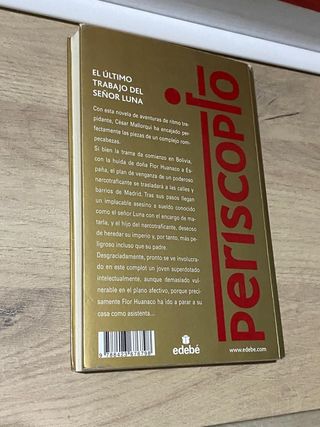 EL ÚLTIMO
TRABAJO DEL
SEÑOR LUNA
Con esta novela de aventuras de ritmo tre-
pidante, César Mallorquí ha encajado per-
fectamente las piezas de un complejo rom-
pecabezas.
Si bien la trama da comienzo en Bolivia,
con la huida de doña Flor Huanaco a Es-
paña, el plan de venganza de un poderoso
narcotraficante se trasladará a las calles y
barrios de Madrid. Tras sus pasos llegan
un implacable asesino a sueldo conocido
como el señor Luna con el encargo de ma-
tarla, y el hijo del narcotraficante, deseoso
de heredar su imperio y, por tanto, más pe-
ligroso incluso que su padre.
Desgraciadamente, pronto se ve involucra-
do en este complot un joven superdotado
intelectualmente, aunque demasiado vul-
nerable en el plano afectivo, porque preci-
samente Flor Huanaco ha ido a parar a su
casa como asistenta...
periscopio
edebé
www.edebe.com